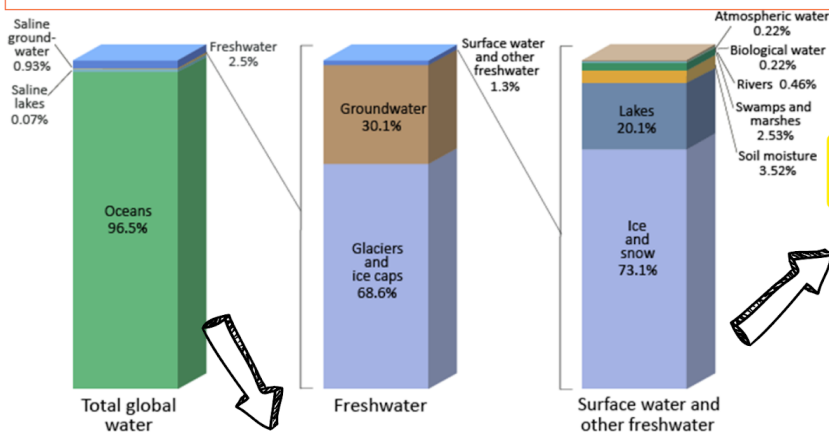 Saline
ground-
water
0.93%
Saline
lakes
0.07%
Freshwater
2.5%
Oceans
96.5%
Total global
water
Surface water
and other
freshwater
1.3%
Groundwater
30.1%
Glaciers
and
ice caps
68.6%
Freshwater
Atmospheric water
0.22%
Biological water
0.22%
Rivers 0.46%
Swamps and
marshes
2.53%
Soil moisture
3.52%
Lakes
20.1%
Ice
and
snow
73.1%
Surface water and
other freshwater